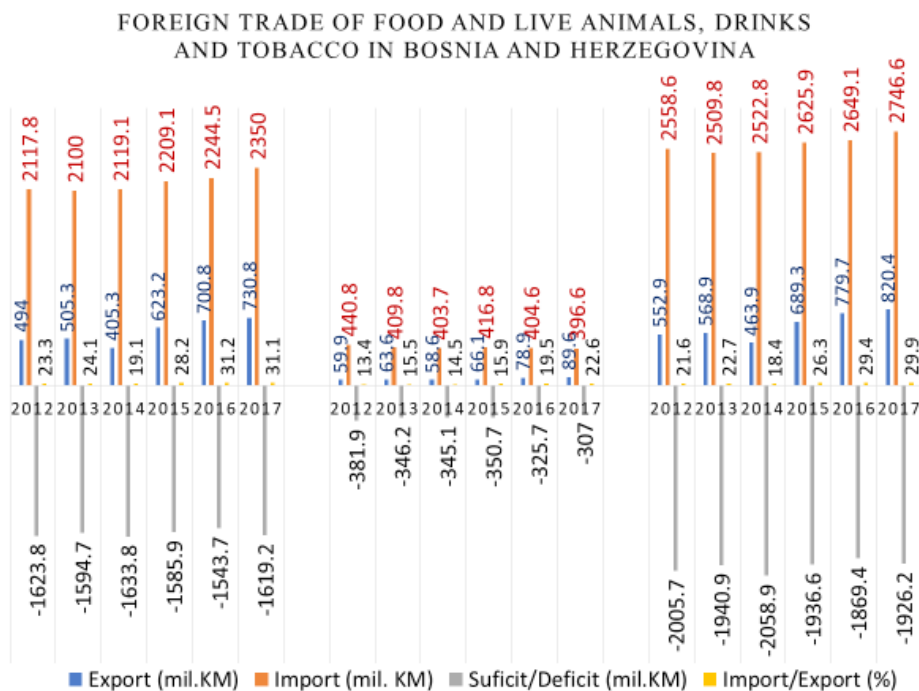 FOREIGN TRADE OF FOOD AND LIVE ANIMALS, DRINKS
AND TOBACCO IN BOSNIA AND HERZEGOVINA
494 2117.8 23.3 505.3 2100 24.1 405.3 2119.1 19.1 623.2 2209.1 28.2 700.8 2244.5 31.2 730.8 2350 31.1
59.9 440.8 13.4 63.6 409.8 15.5 58.6 403.7 14.5 66.1 416.8 15.9 78.9 404.6 19.5 89.6 396.6 22.6
552.9 2558.6 21.6 568.9 2509.8 22.7 463.9 2522.8 18.4 689.3 2625.9 26.3 779.7 2649.1 29.4 820.4 2746.6 29.9
2012 2013 2014 2015 2016 2017 2012 2013 2014 2015 2016 2017 2012 2013 2014 2015 2016 2017
-1623.8 -1594.7 -1633.8 -1585.9 -1543.7 -1619.2 -381.9 -346.2 -345.1 -350.7 -325.7 -307 -2005.7 -1940.9 -2058.9 -1936.6 -1869.4 -1926.2
Export (mil.KM) Import (mil. KM) Suficit/Deficit (mil.KM) Import/Export (%)